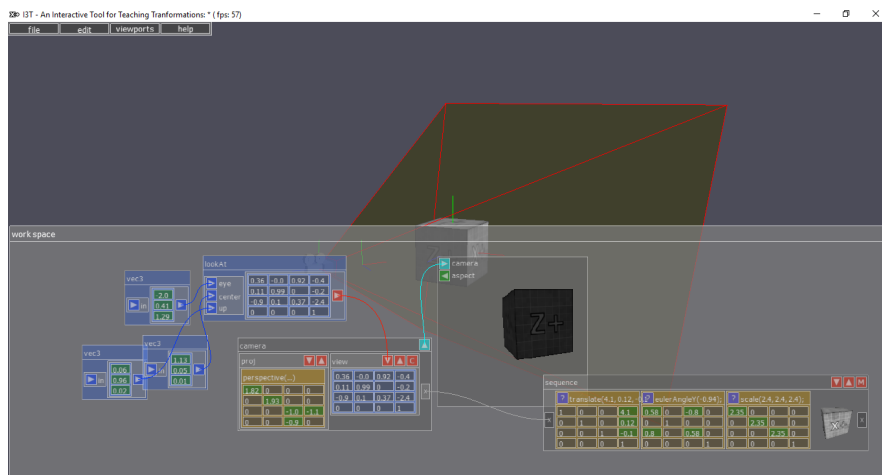 I3T - An Interactive Tool for Teaching Tranformations: * ( fps: 57)
file edit viewports help
work space
lookAt
eye
center
up
0.36 -0.0 0.92 -0.4
0.11 0.99 0 -0.2
-0.9 0.1 0.37 -2.4
0 0 0 1
vec3
in
-2.0
0.41
1.29
vec3
in
0.06
0.96
0.02
vec3
in
1.13
0.05
0.01
camera
aspect
Z+
camera
proj
perspective(...)
1.82 0 0 0
0 1.93 0 0
0 0 -1.0 -1.1
0 0 -0.9 0
view
C
0.36 -0.0 0.92 -0.4
0.11 0.99 0 -0.2
-0.9 0.1 0.37 -2.4
0 0 0 1
sequence
M
? translate(4.1, 0.12, -0.1
1 0 0 4.1
0 1 0 0.12
0 0 1 -0.1
0 0 0 1
? eulerAngleY(-0.94);
0.58 0 -0.8 0
0 1 0 0
0.8 0 0.58 0
0 0 0 1
? scale(2.4, 2.4, 2.4);
2.35 0 0 0
0 2.35 0 0
0 0 2.35 0
0 0 0 1
x